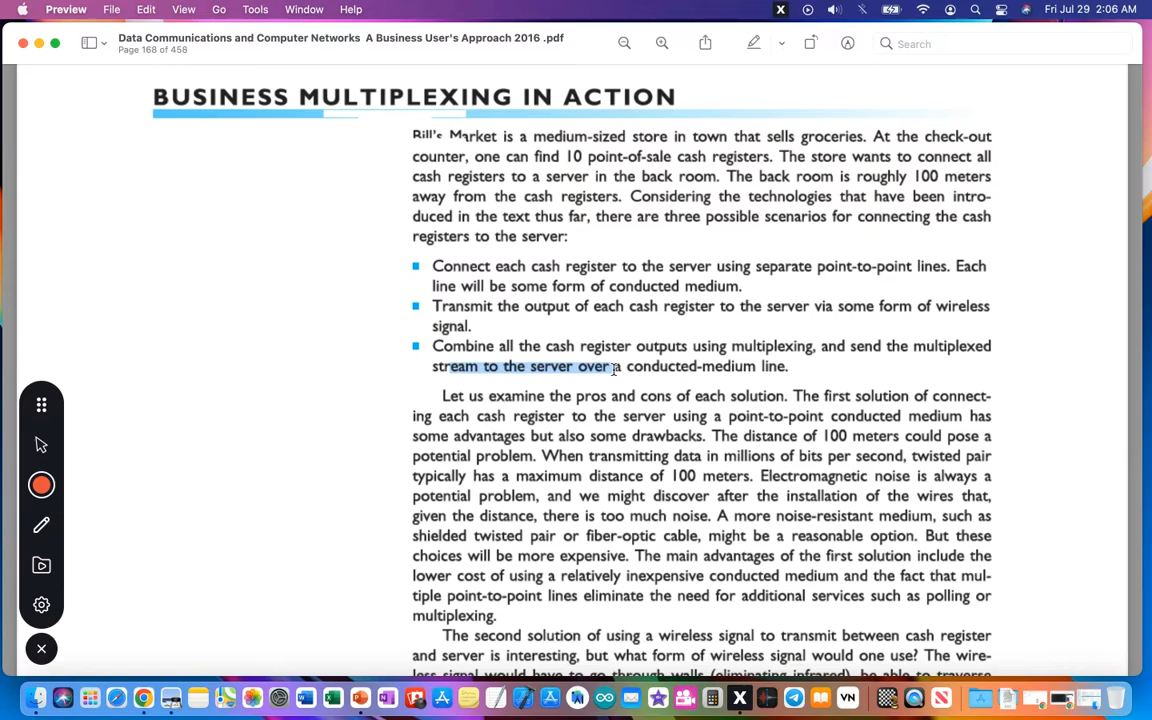 Preview File Edit View Go Tools Window Help Fri Jul 29 2:06 AM
Data Communications and Computer Networks A Business User's Approach 2016 .pdf
Page 168 of 458
Search
BUSINESS MULTIPLEXING IN ACTION
Bill's Market is a medium-sized store in town that sells groceries. At the check-out
counter, one can find 10 point-of-sale cash registers. The store wants to connect all
cash registers to a server in the back room. The back room is roughly 100 meters
away from the cash registers. Considering the technologies that have been intro-
duced in the text thus far, there are three possible scenarios for connecting the cash
registers to the server:
Connect each cash register to the server using separate point-to-point lines. Each
line will be some form of conducted medium.
Transmit the output of each cash register to the server via some form of wireless
signal.
Combine all the cash register outputs using multiplexing, and send the multiplexed
stream to the server over a conducted-medium line.
Let us examine the pros and cons of each solution. The first solution of connect-
ing each cash register to the server using a point-to-point conducted medium has
some advantages but also some drawbacks. The distance of 100 meters could pose a
potential problem. When transmitting data in millions of bits per second, twisted pair
typically has a maximum distance of 100 meters. Electromagnetic noise is always a
potential problem, and we might discover after the installation of the wires that,
given the distance, there is too much noise. A more noise-resistant medium, such as
shielded twisted pair or fiber-optic cable, might be a reasonable option. But these
choices will be more expensive. The main advantages of the first solution include the
lower cost of using a relatively inexpensive conducted medium and the fact that mul-
tiple point-to-point lines eliminate the need for additional services such as polling or
multiplexing.
The second solution of using a wireless signal to transmit between cash register
and server is interesting, but what form of wireless signal would one use? The wire-
less signal would have to go through walls (eliminating infrared), be able to traverse
VN